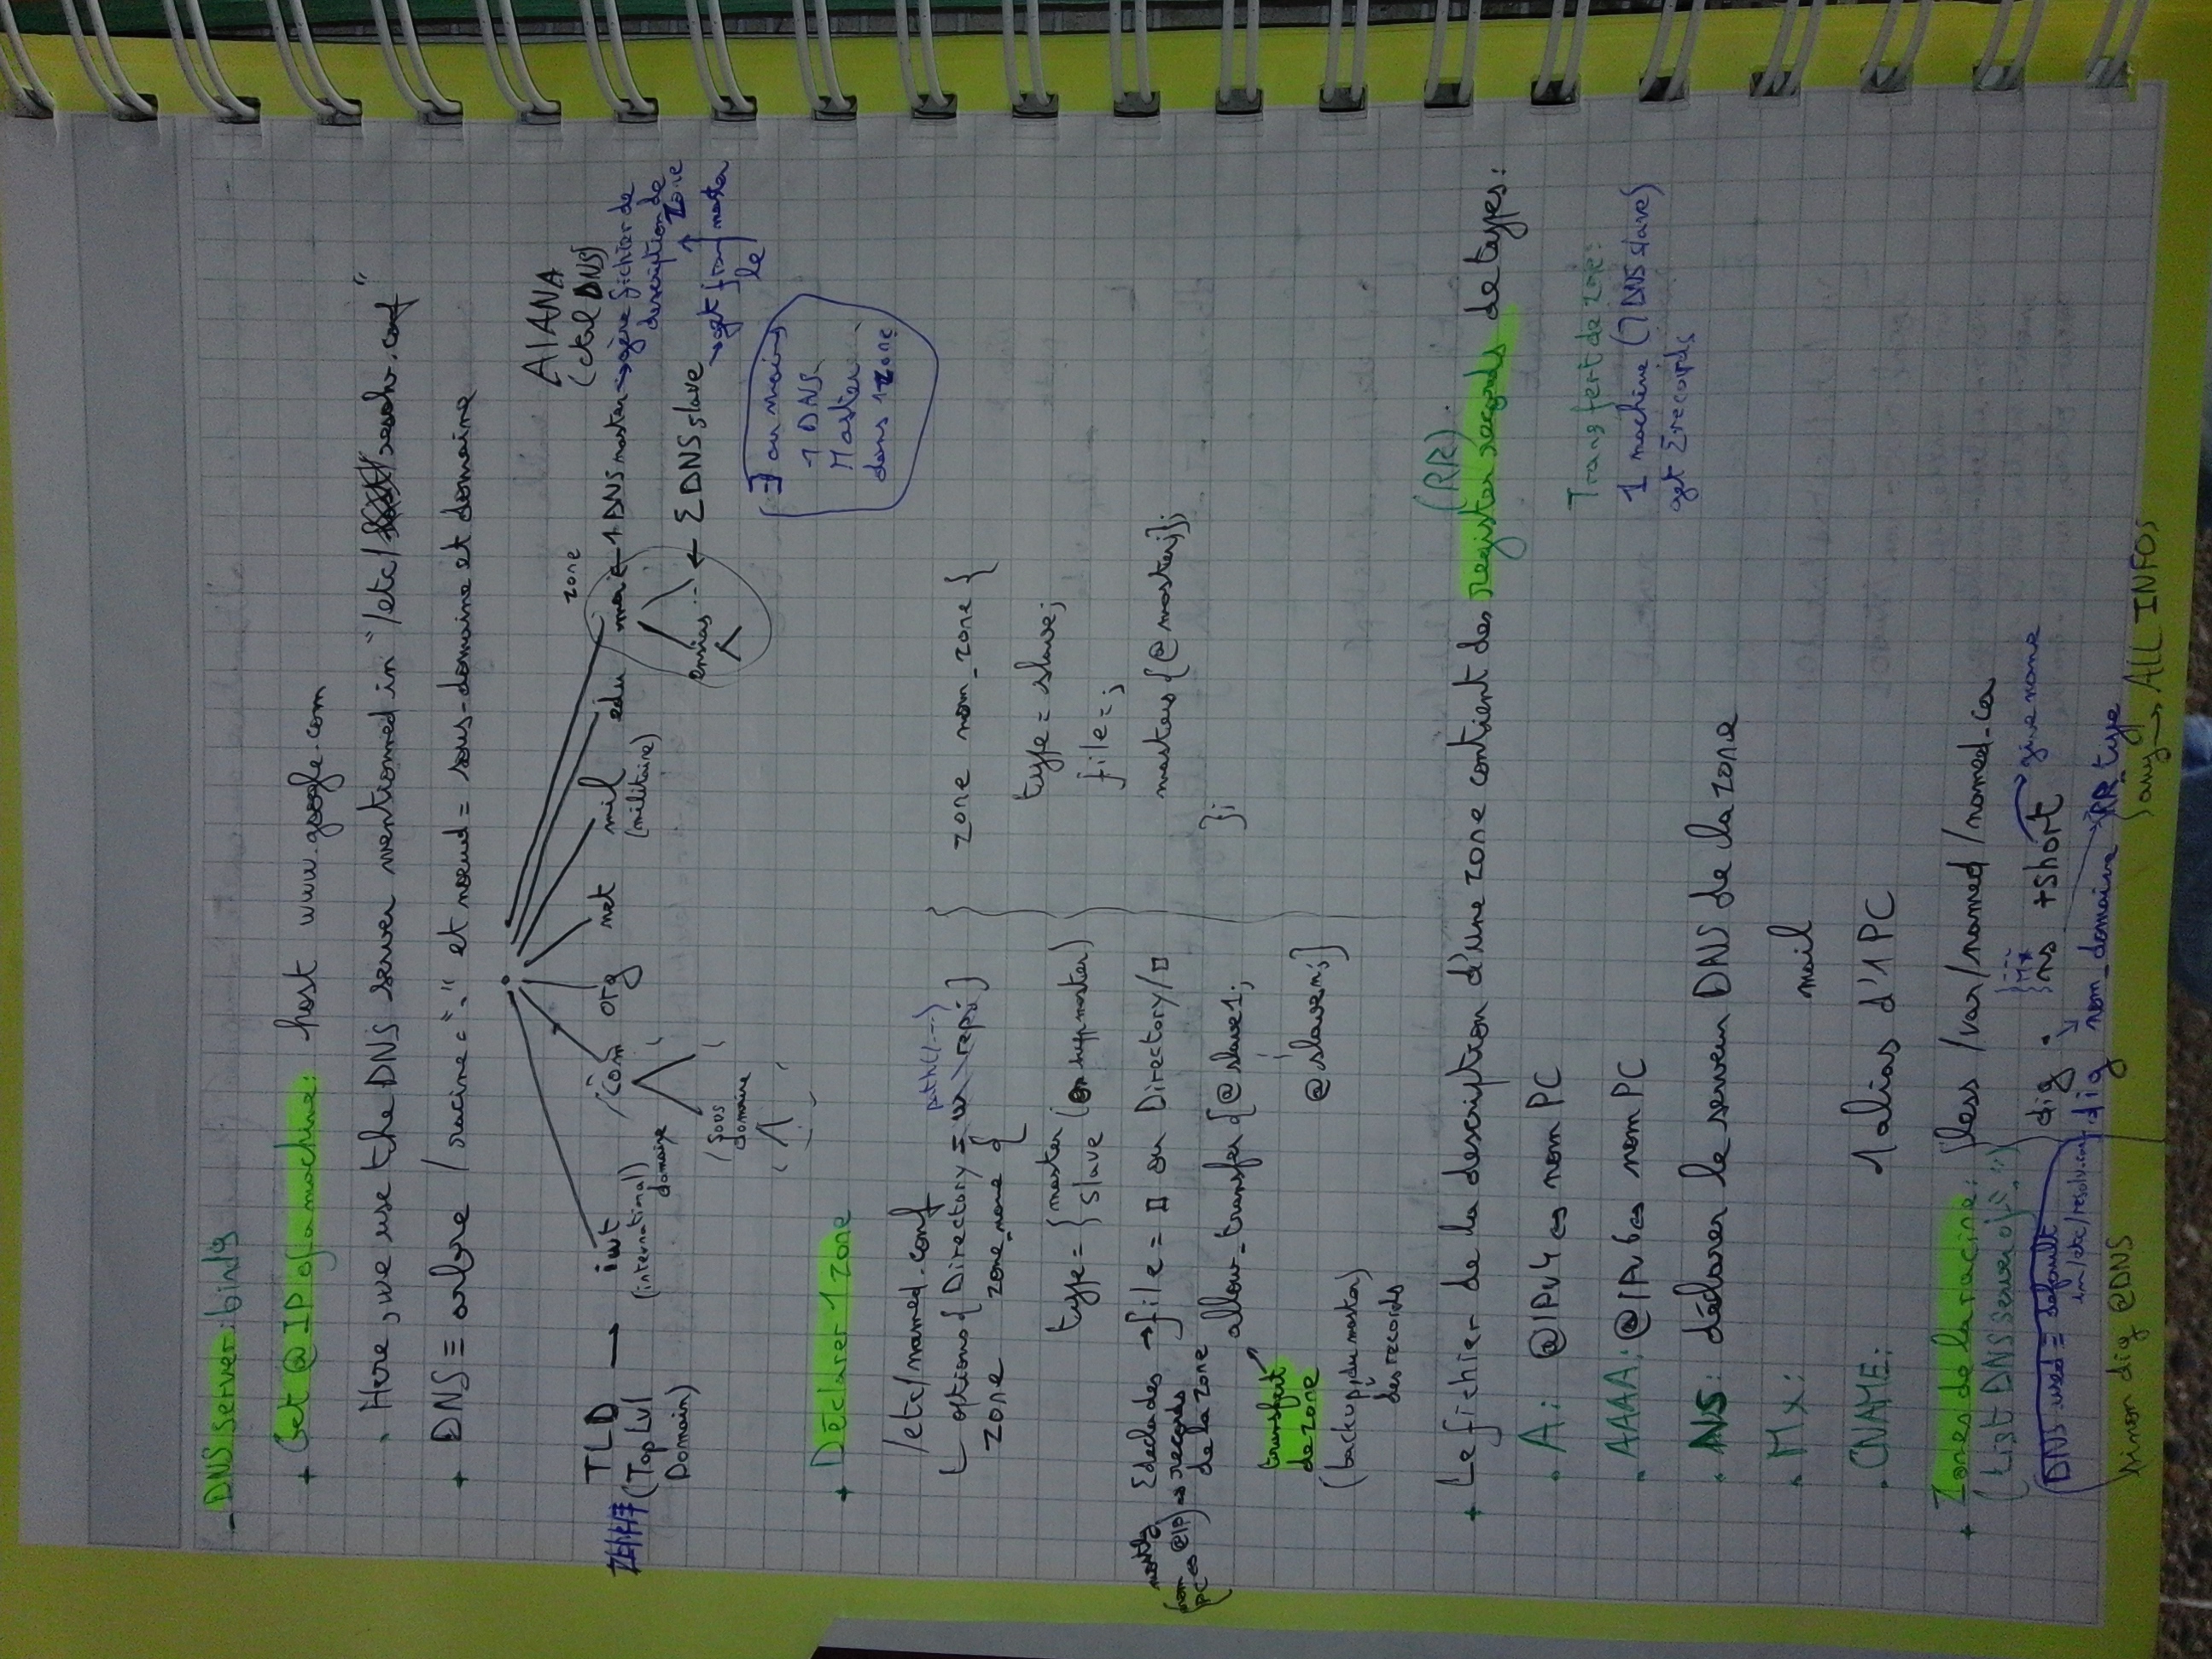 - DNS server: bind9
+ Get @ IP of a machine: host www.google.com
. Here, we use the DNS server mentionned in "/etc/resolv.conf"
+ DNS ≡ arbre / racine = "." et nœud = sous-domaine et domaine
.
zone
AIANA
(ctrl DNS)
TLD → int com org net mil edu ma ← 1 DNS master → gère fichier de
(Top Lvl (international) (militaire) description de
Domain) domaine zone
ensias ... ← Σ DNS slave
sous → get from master
domaine le
∃ au moins
1 DNS
Master
dans 1 zone
+ Déclarer 1 zone
/etc/named.conf
path(/...)
options { Directory = } zone nom_zone {
zone zone_name {
type = { master type = slave;
slave
file = ;
mostly Σ decla des → file = □ ou Directory/□ masters {@ master;};
(nom PC ⇔ @IP) → records
de la zone
allow_transfer {@ slave1; };
transfert
de zone @ slaven;}
(backup, du master)
des records
(RR)
+ Le fichier de la description d'une zone contient des register records de types:
. A: @IPv4 ⇔ nom PC
Transfert de zone:
. AAAA: @IPv6 ⇔ nom PC
1 machine (? DNS slave)
get Σ records
. NS: déclarer le serveur DNS de la zone
. Mx: mail
. CNAME: 1 alias d'1 PC
+ Zones de la racine: less /var/named/named.ca
(List DNS server of ".")
Mx
dig . ns +short → give name
DNS used = default
in /etc/resolv.conf
dig nom_domaine RR_type
sinon dig @DNS
any → ALL INFOS